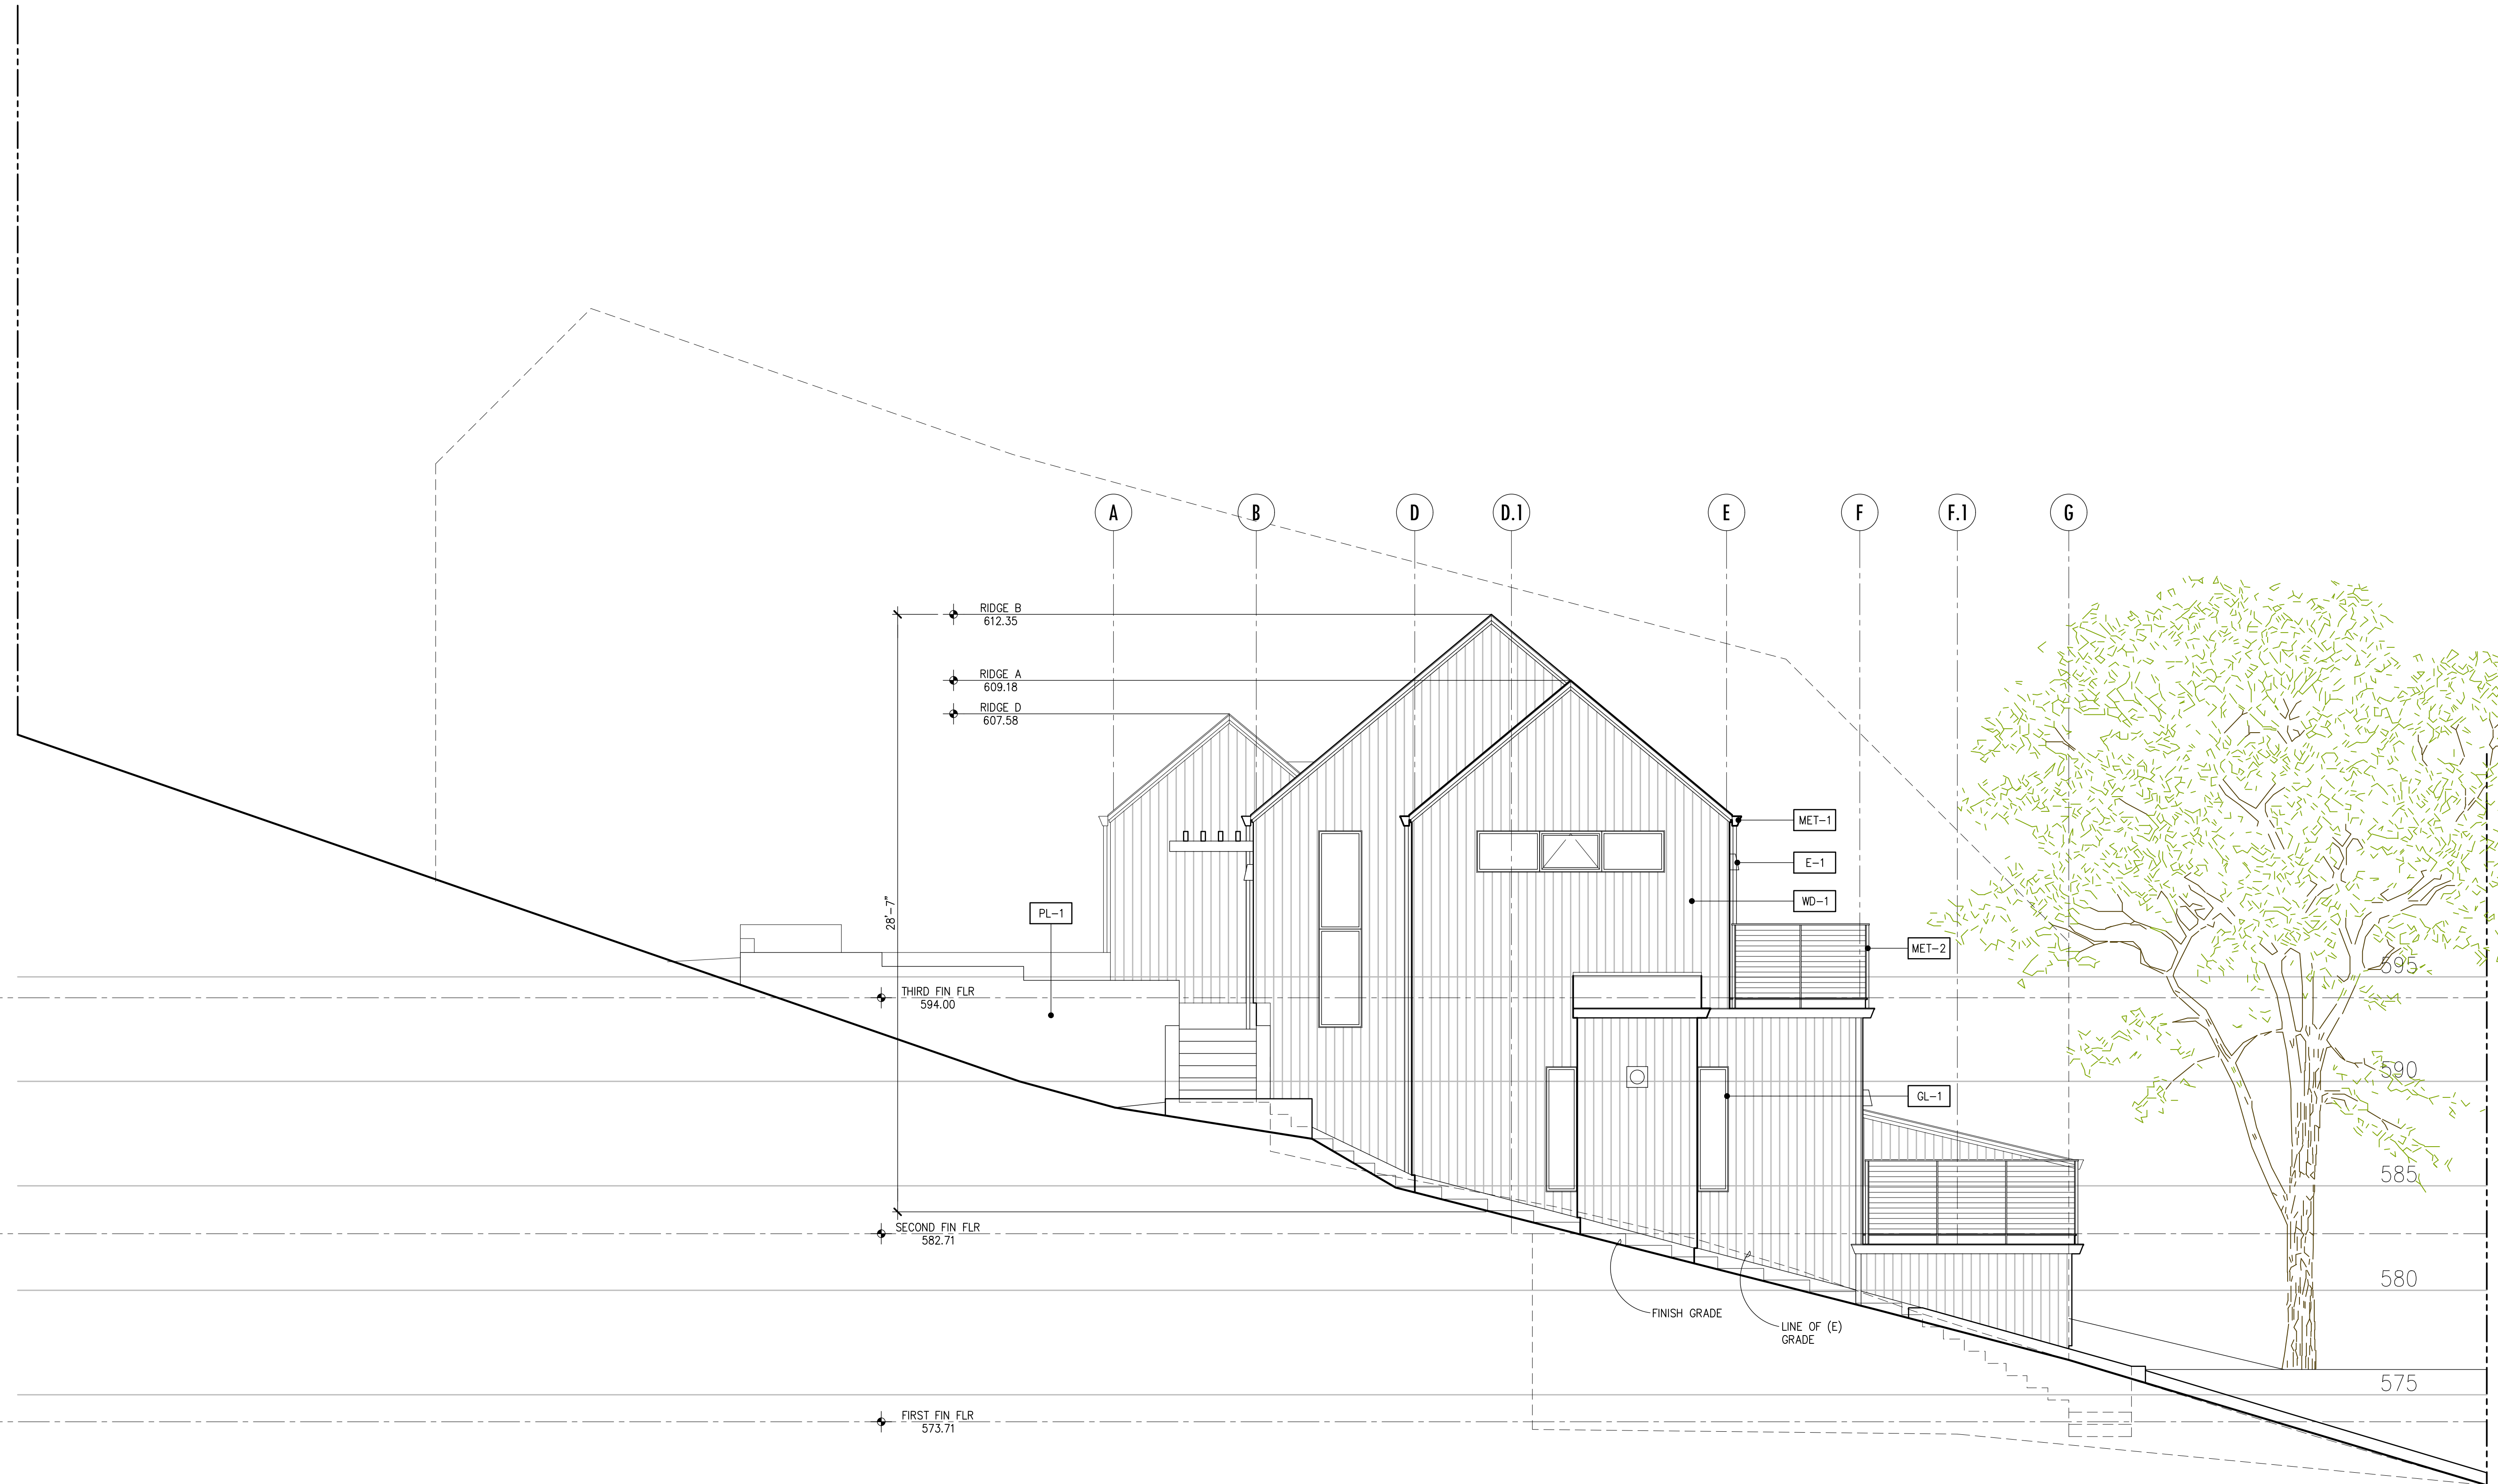 A
B
D
D.1
E
F
F.1
G
RIDGE B
612.35
RIDGE A
609.18
RIDGE D
607.58
MET-1
E-1
WD-1
PL-1
28'-7"
MET-2
595
THIRD FIN FLR
594.00
590
GL-1
585
SECOND FIN FLR
582.71
580
FINISH GRADE
LINE OF (E)
GRADE
575
FIRST FIN FLR
573.71